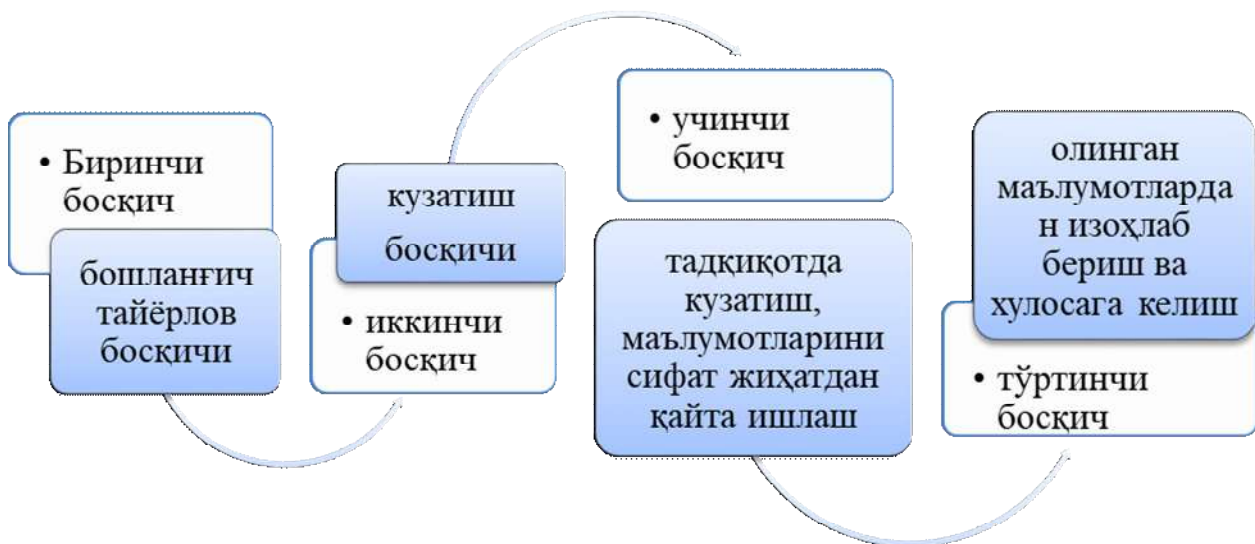 • Биринчи
босқич
бошланғич
тайёрлов
босқичи
кузатиш
босқичи
• иккинчи
босқич
• учинчи
босқич
тадқиқотда
кузатиш,
маълумотларини
сифат жиҳатдан
қайта ишлаш
олинган
маълумотларда
н изоҳлаб
бериш ва
хулосага келиш
• тўртинчи
босқич